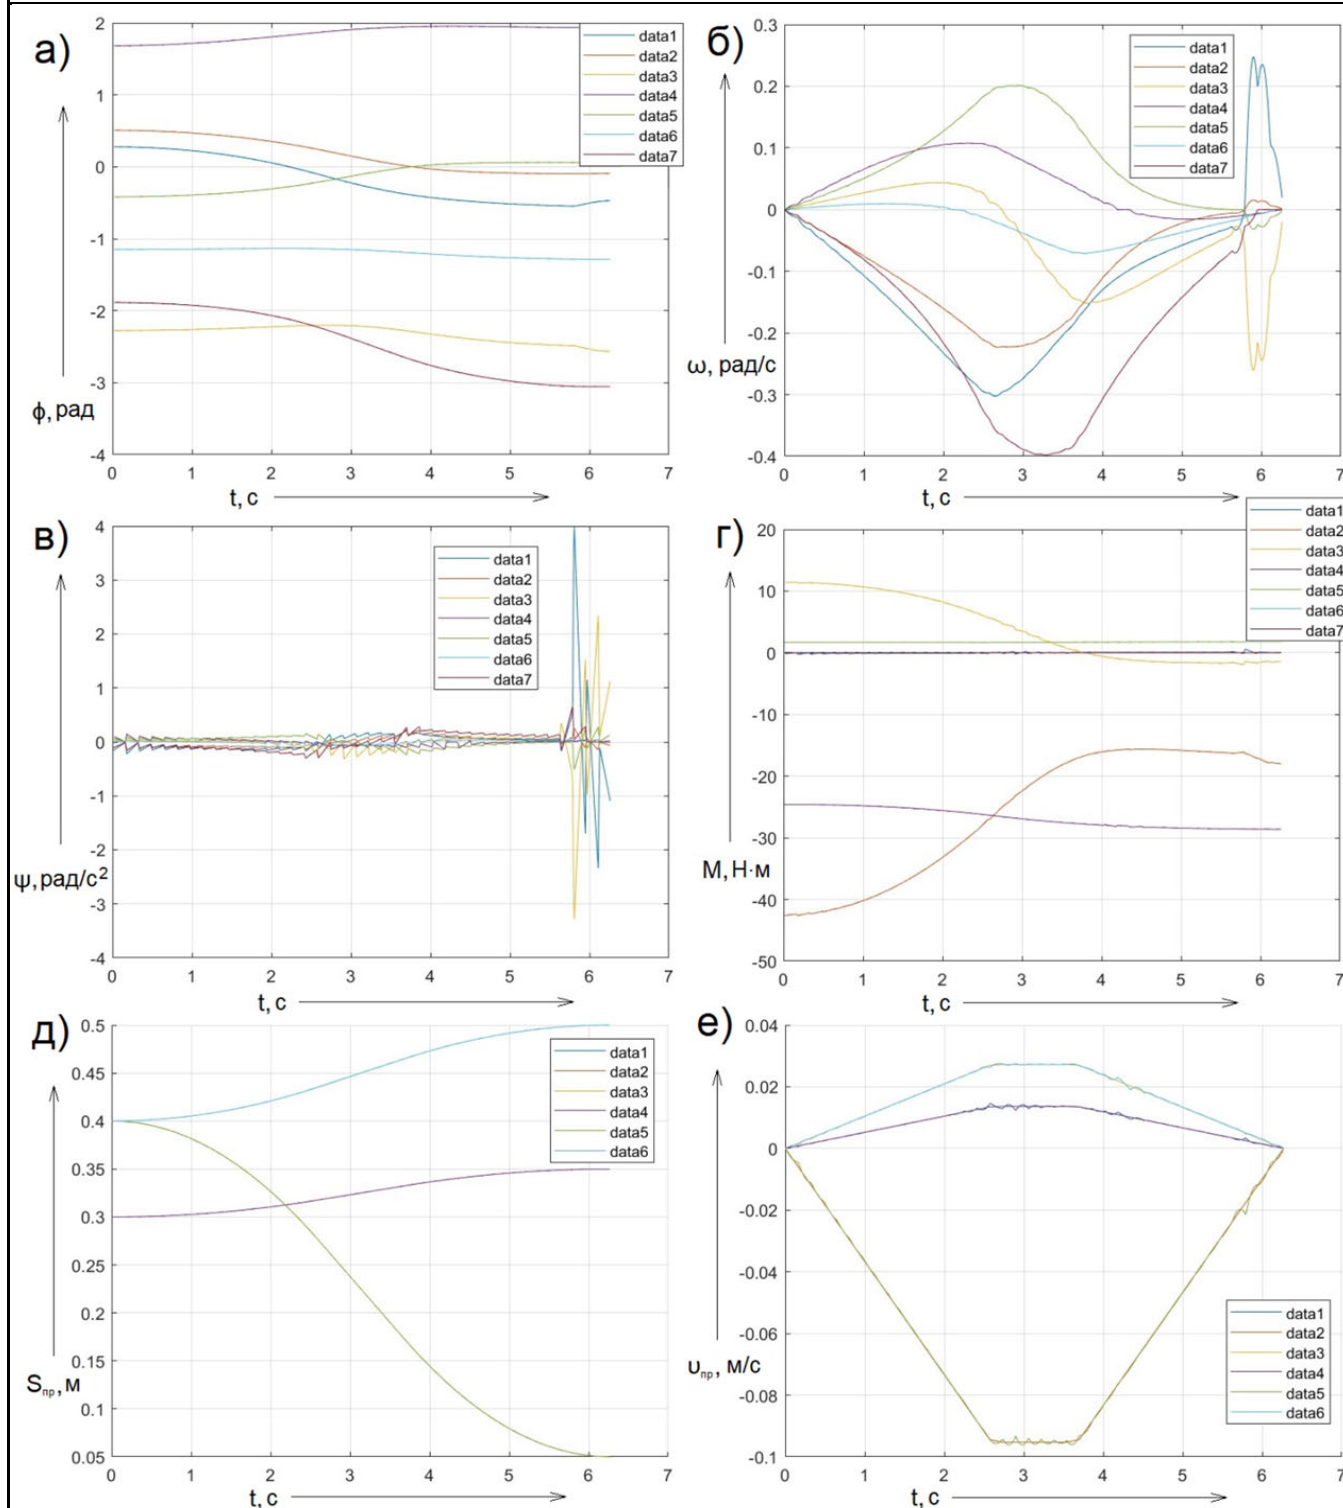 а)
2
1
0
-1
-2
-3
-4
ϕ, рад
data1
data2
data3
data4
data5
data6
data7
0 1 2 3 4 5 6 7
t, с
б)
0.3
0.2
0.1
0
-0.1
-0.2
-0.3
-0.4
ω, рад/с
data1
data2
data3
data4
data5
data6
data7
0 1 2 3 4 5 6 7
t, с
в)
4
3
2
1
0
-1
-2
-3
-4
ψ, рад/с²
data1
data2
data3
data4
data5
data6
data7
0 1 2 3 4 5 6 7
t, с
г)
20
10
0
-10
-20
-30
-40
-50
М, Н·м
data1
data2
data3
data4
data5
data6
data7
0 1 2 3 4 5 6 7
t, с
д)
0.5
0.45
0.4
0.35
0.3
0.25
0.2
0.15
0.1
0.05
Sпр, м
data1
data2
data3
data4
data5
data6
0 1 2 3 4 5 6 7
t, с
е)
0.04
0.02
0
-0.02
-0.04
-0.06
-0.08
-0.1
υпр, м/с
data1
data2
data3
data4
data5
data6
0 1 2 3 4 5 6 7
t, с